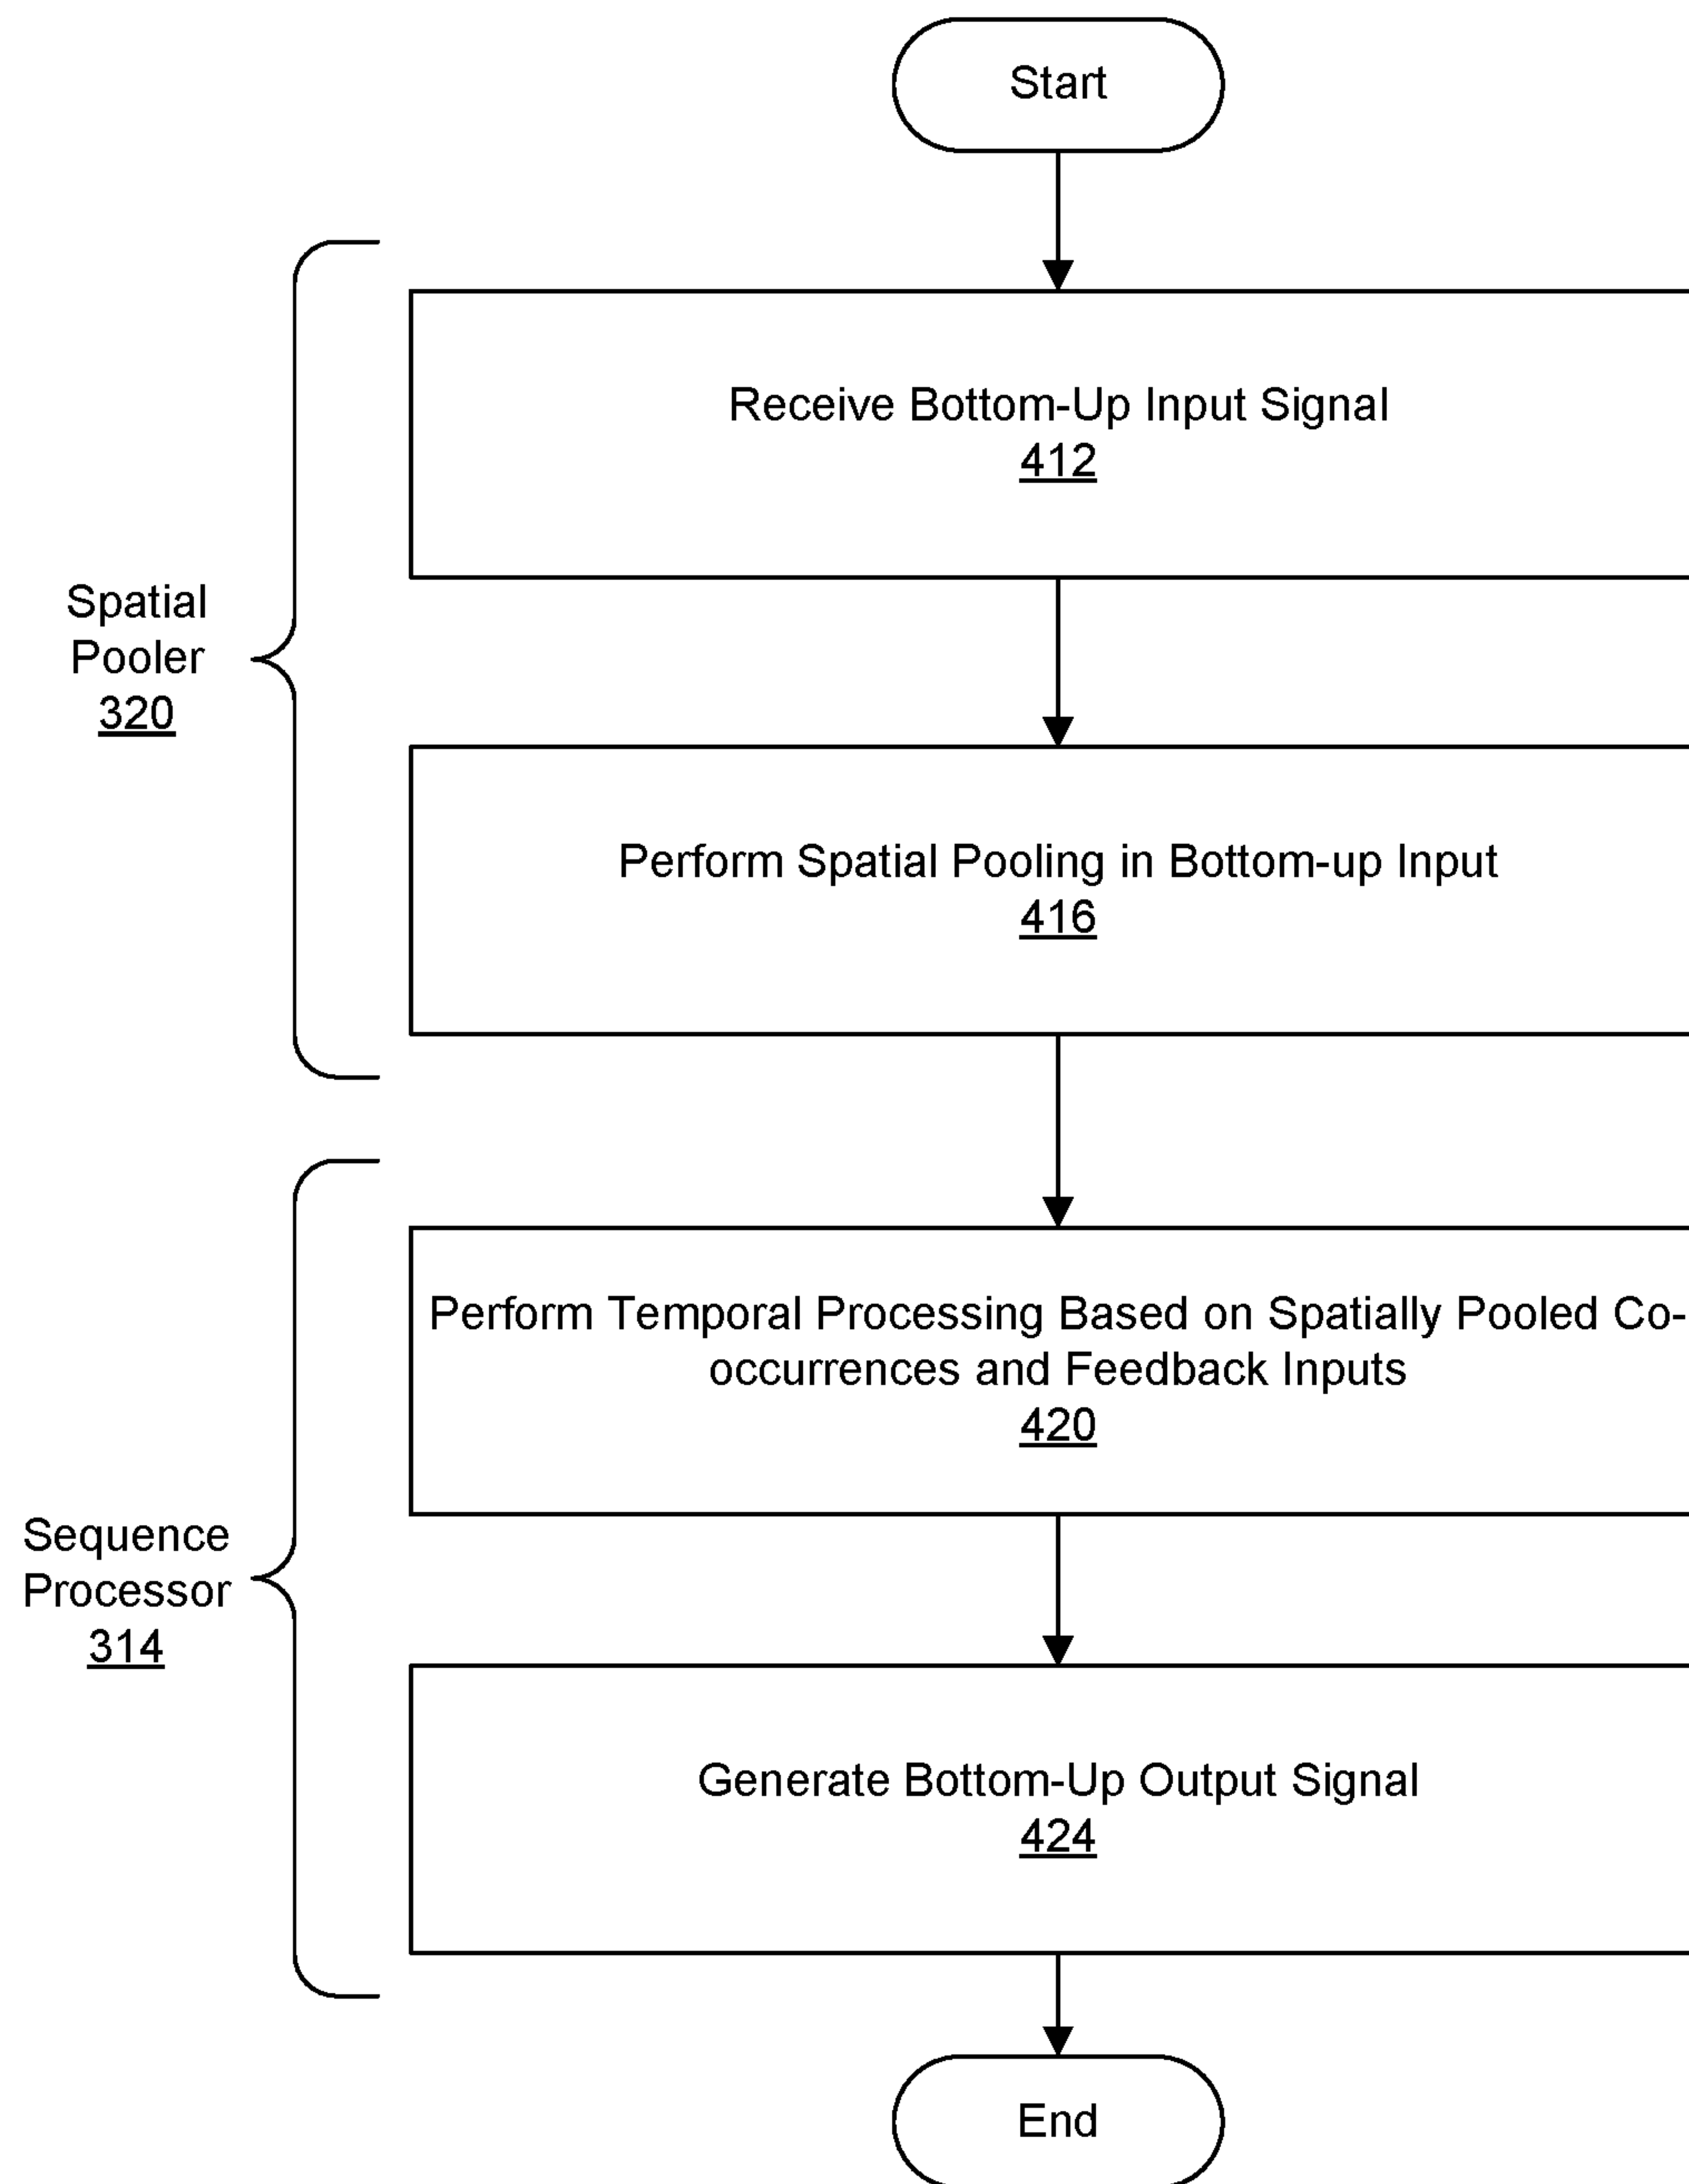 Start
Receive Bottom-Up Input Signal
412
Spatial
Pooler
320
Perform Spatial Pooling in Bottom-up Input
416
Perform Temporal Processing Based on Spatially Pooled Co-
occurrences and Feedback Inputs
420
Sequence
Processor
314
Generate Bottom-Up Output Signal
424
End